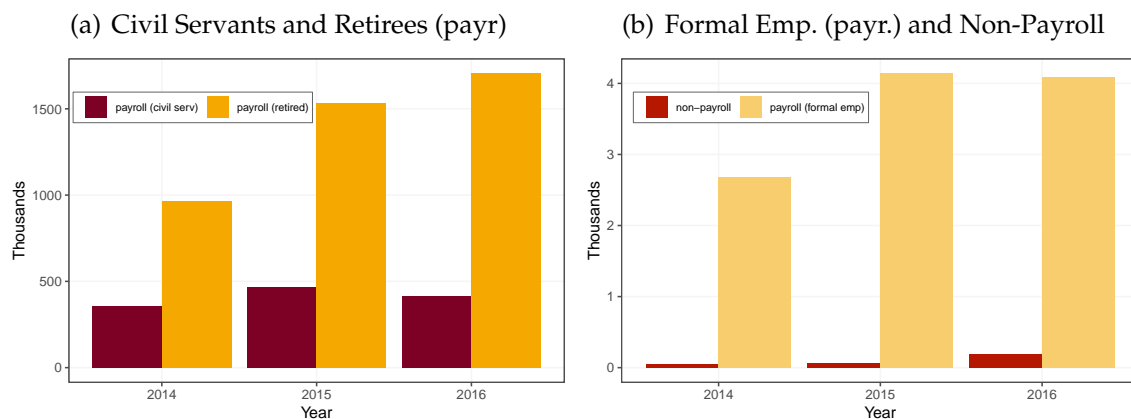 (a) Civil Servants and Retirees (payr)
payroll (civil serv) payroll (retired)
1500
1000
500
0
Thousands
2014 2015 2016
Year
(b) Formal Emp. (payr.) and Non-Payroll
non−payroll payroll (formal emp)
4
3
2
1
0
Thousands
2014 2015 2016
Year